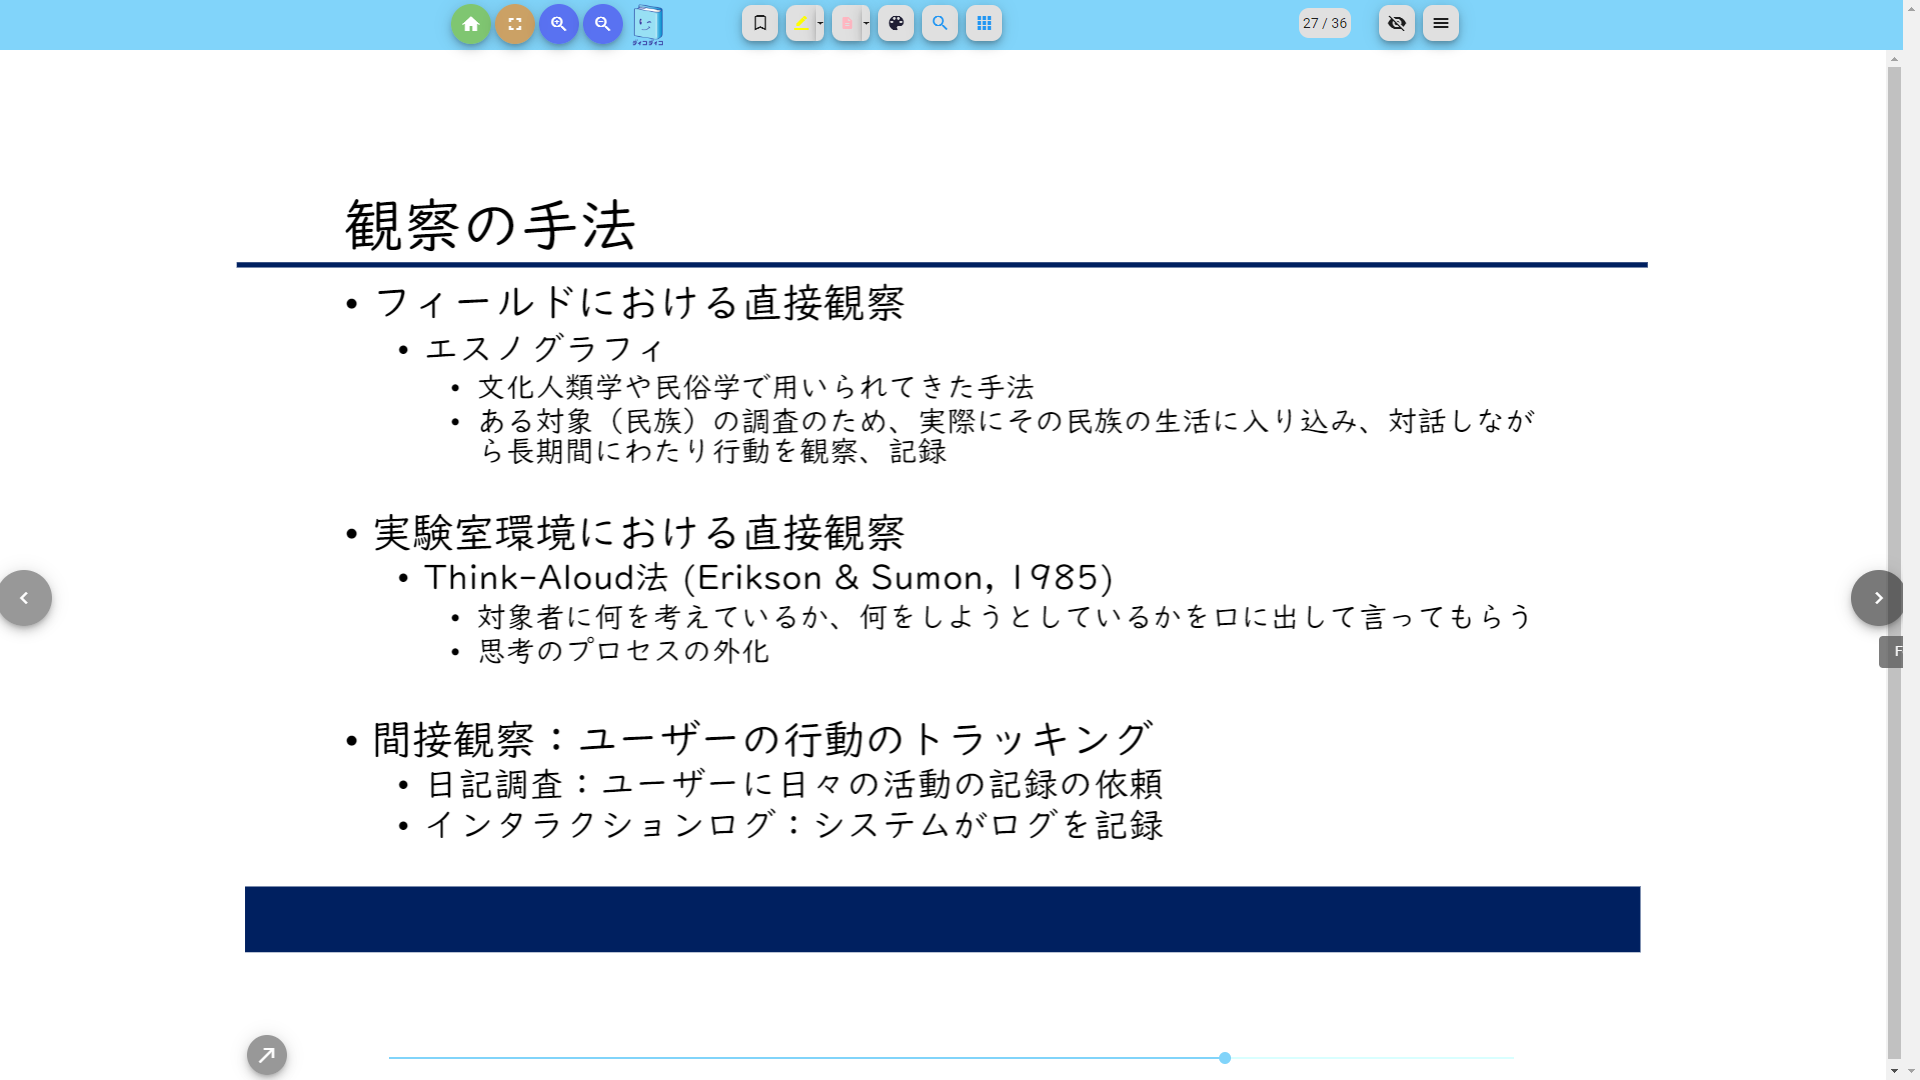 ダイコダイコ
27 / 36
観察の手法
• フィールドにおける直接観察
• エスノグラフィ
• 文化人類学や民俗学で用いられてきた手法
• ある対象（民族）の調査のため、実際にその民族の生活に入り込み、対話しなが
ら長期間にわたり行動を観察、記録
• 実験室環境における直接観察
• Think-Aloud法 (Erikson & Sumon, 1985)
• 対象者に何を考えているか、何をしようとしているかを口に出して言ってもらう
• 思考のプロセスの外化
• 間接観察：ユーザーの行動のトラッキング
• 日記調査：ユーザーに日々の活動の記録の依頼
• インタラクションログ：システムがログを記録